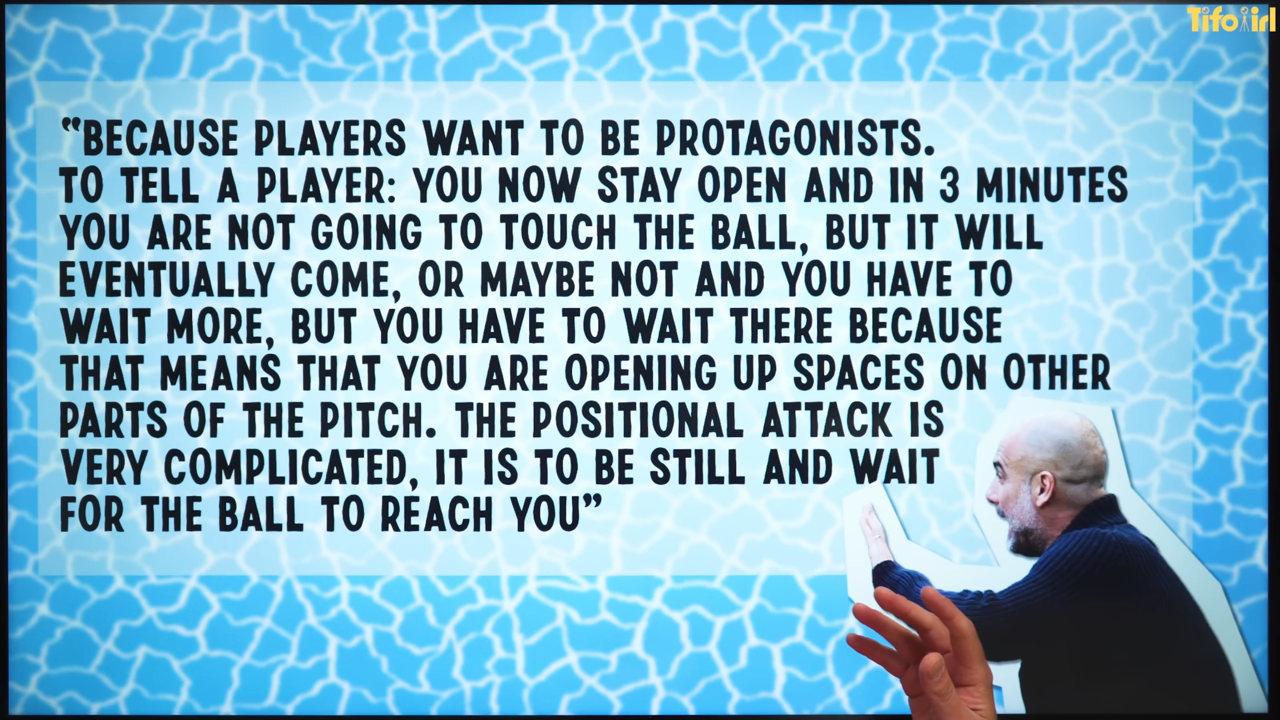 Tifo irl
“BECAUSE PLAYERS WANT TO BE PROTAGONISTS.
TO TELL A PLAYER: YOU NOW STAY OPEN AND IN 3 MINUTES
YOU ARE NOT GOING TO TOUCH THE BALL, BUT IT WILL
EVENTUALLY COME, OR MAYBE NOT AND YOU HAVE TO
WAIT MORE, BUT YOU HAVE TO WAIT THERE BECAUSE
THAT MEANS THAT YOU ARE OPENING UP SPACES ON OTHER
PARTS OF THE PITCH. THE POSITIONAL ATTACK IS
VERY COMPLICATED, IT IS TO BE STILL AND WAIT
FOR THE BALL TO REACH YOU”